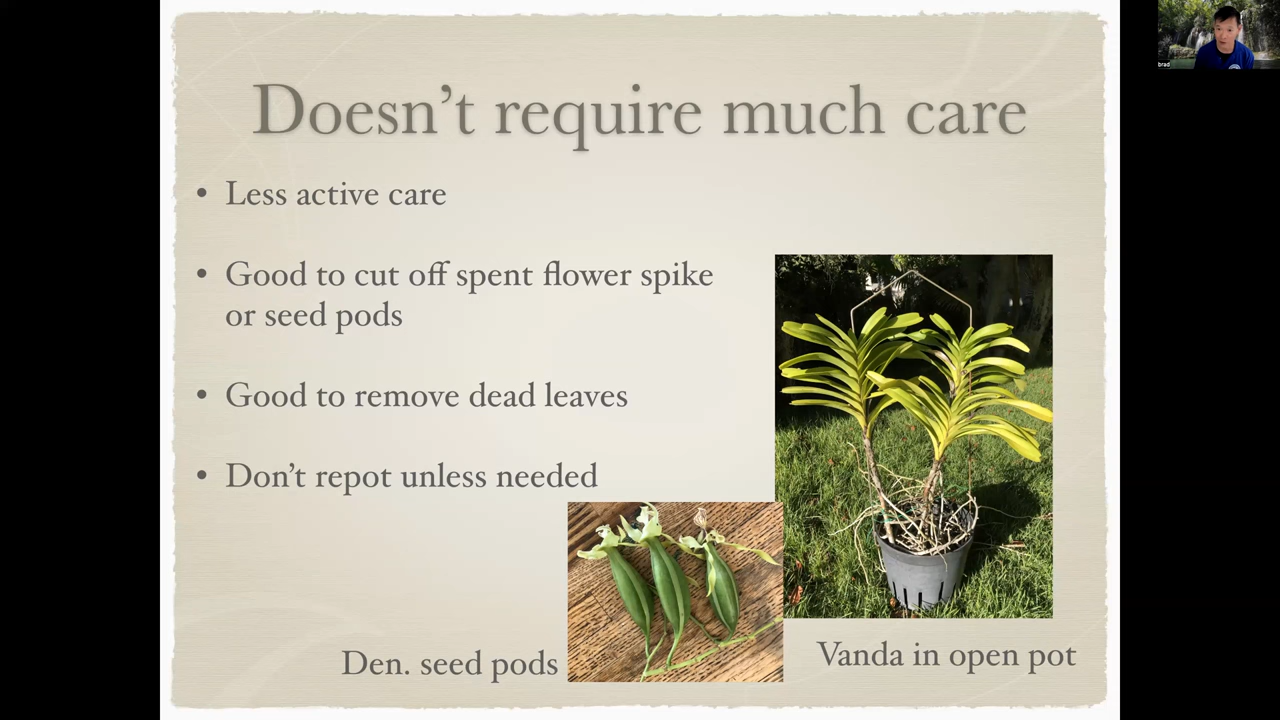 Doesn't require much care
• Less active care
• Good to cut off spent flower spike
or seed pods
• Good to remove dead leaves
• Don't repot unless needed
Den. seed pods
Vanda in open pot
brad